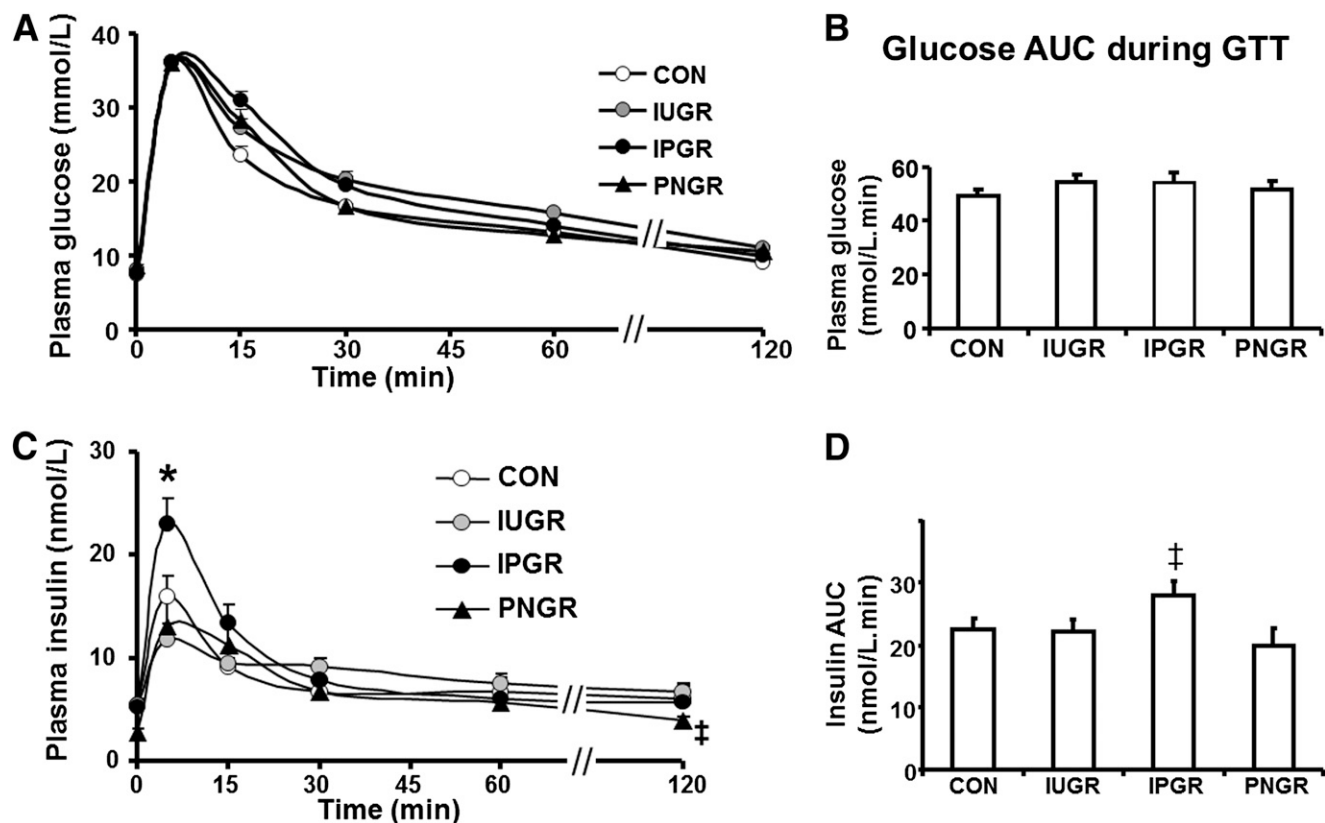 A
Plasma glucose (mmol/L)
40
30
20
10
0
CON
IUGR
IPGR
PNGR
//
//
0 15 30 45 60 120
Time (min)
B
Glucose AUC during GTT
Plasma glucose
(mmol/L.min)
60
40
20
0
CON IUGR IPGR PNGR
C
Plasma insulin (nmol/L)
30
20
10
0
*
CON
IUGR
IPGR
PNGR
//
‡
//
0 15 30 45 60 120
Time (min)
D
Insulin AUC
(nmol/L.min)
30
20
10
0
‡
CON IUGR IPGR PNGR